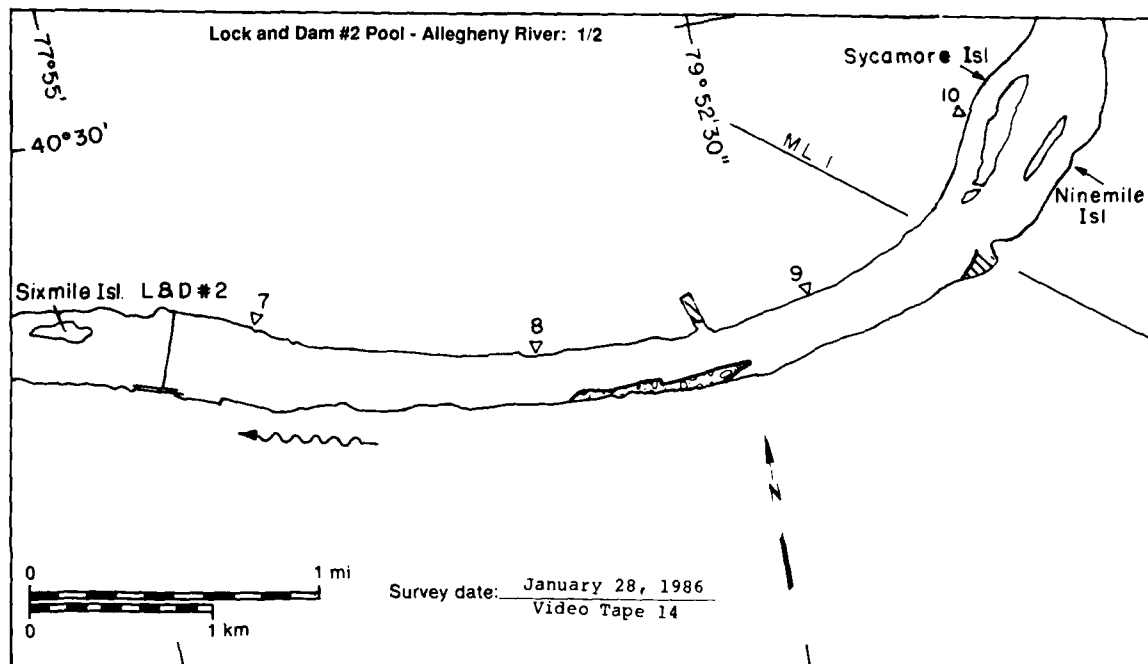 Lock and Dam #2 Pool - Allegheny River: 1/2
77°55'
79°52'30"
Sycamore Isl
10
40°30'
ML 1
Ninemile
Isl
Sixmile Isl. L&D #2
7
8
9
N
0 1 mi
0 1 km
Survey date: January 28, 1986
Video Tape 14